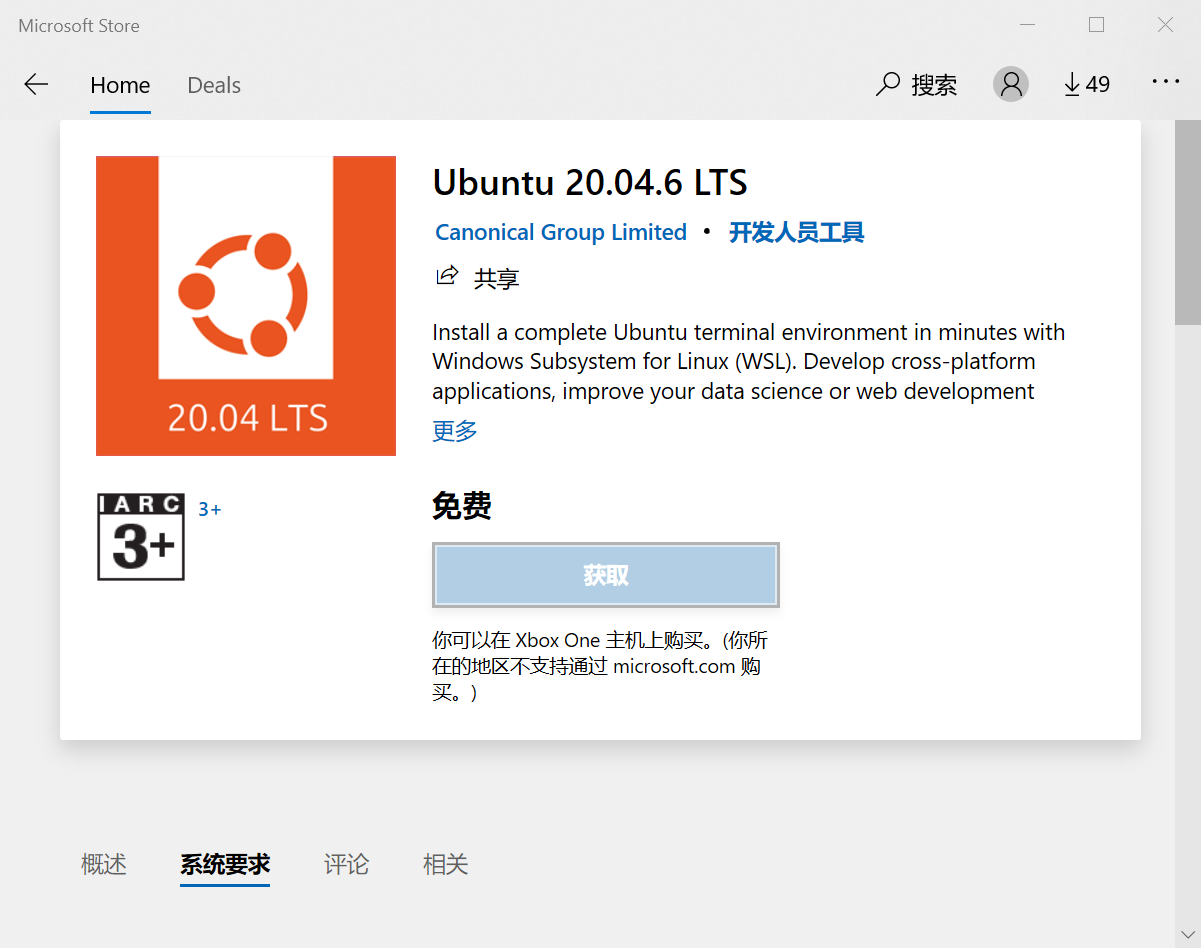 Microsoft Store
Home Deals 搜索 49
Ubuntu 20.04.6 LTS
Canonical Group Limited • 开发人员工具
共享
Install a complete Ubuntu terminal environment in minutes with
Windows Subsystem for Linux (WSL). Develop cross-platform
applications, improve your data science or web development
更多
20.04 LTS
IARC
3+
3+
免费
获取
你可以在 Xbox One 主机上购买。(你所
在的地区不支持通过 microsoft.com 购
买。)
概述 系统要求 评论 相关